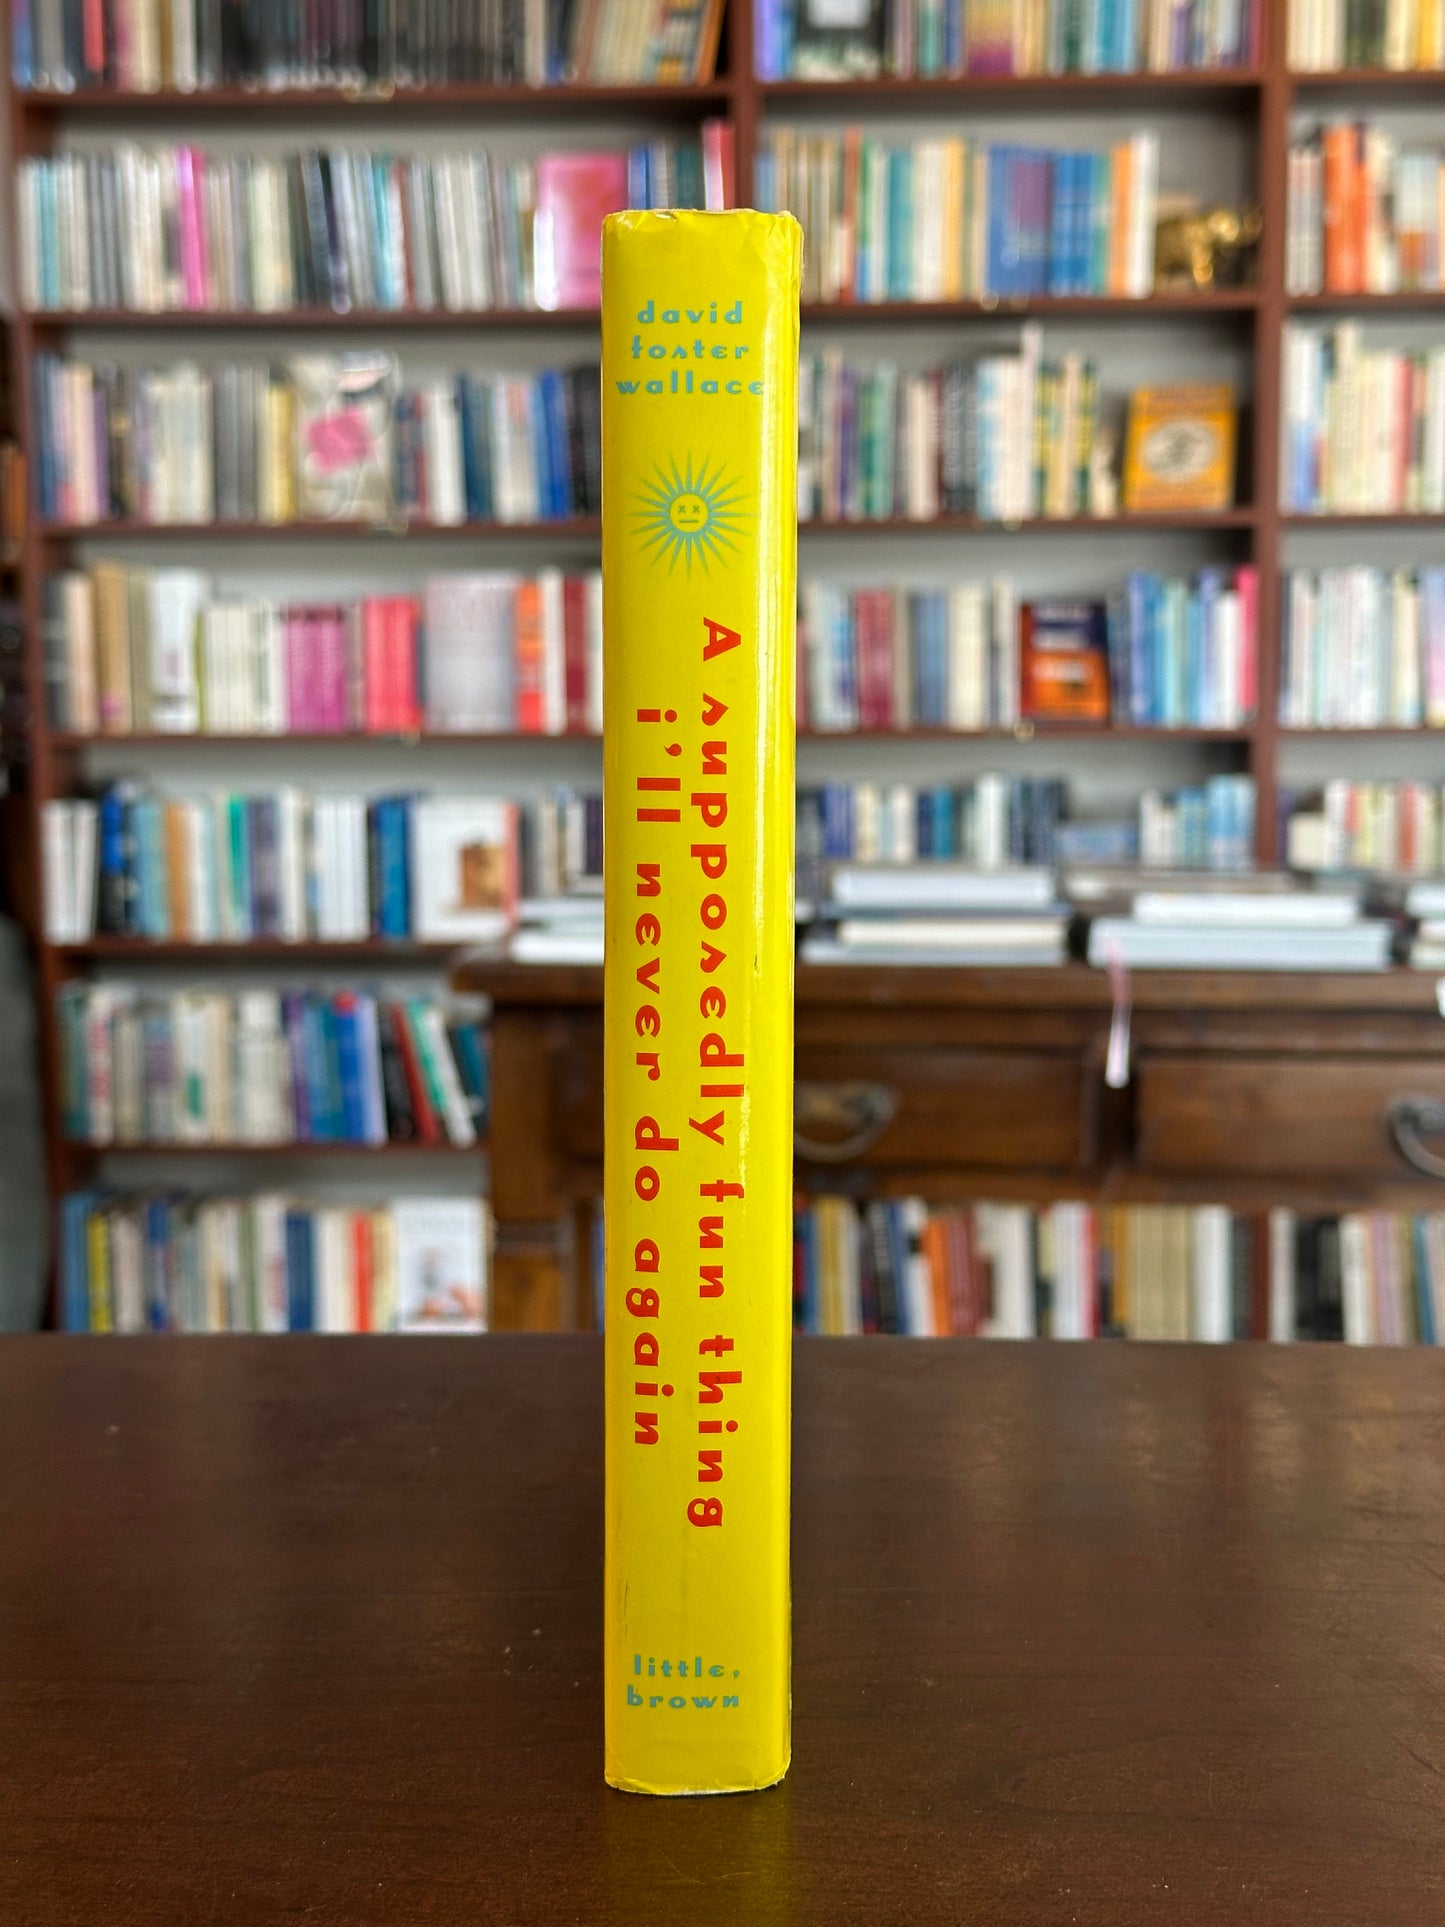 david
foster
wallace
A supposedly fun thing
i'll never do again
little,
brown